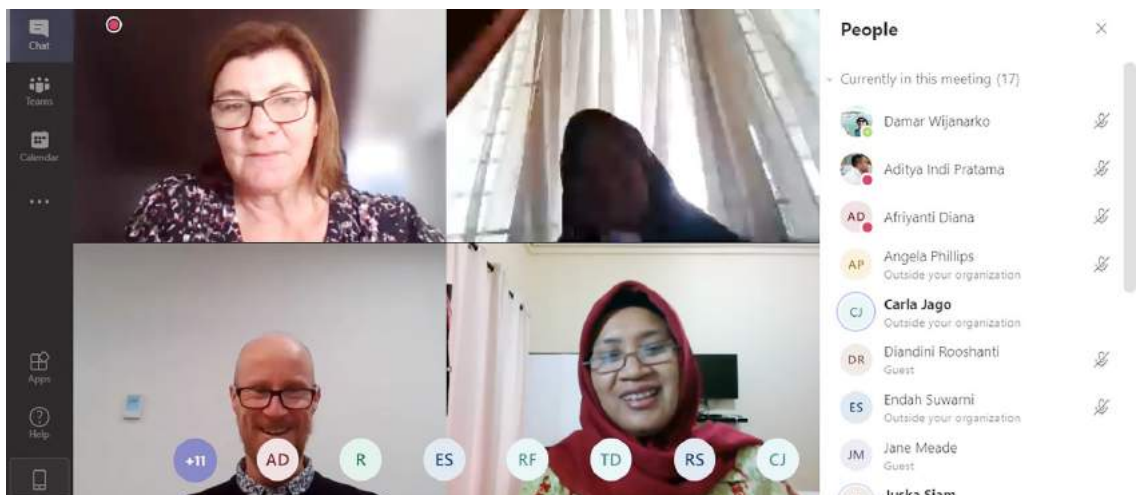 Chat
Teams
Calendar
Apps
Help
+11
AD
R
ES
RF
TD
RS
CJ
People
Currently in this meeting (17)
Damar Wijanarko
Aditya Indi Pratama
AD
Afriyanti Diana
AP
Angela Phillips
Outside your organization
CJ
Carla Jago
Outside your organization
DR
Diandini Rooshanti
Guest
ES
Endah Suwarni
Outside your organization
JM
Jane Meade
Guest